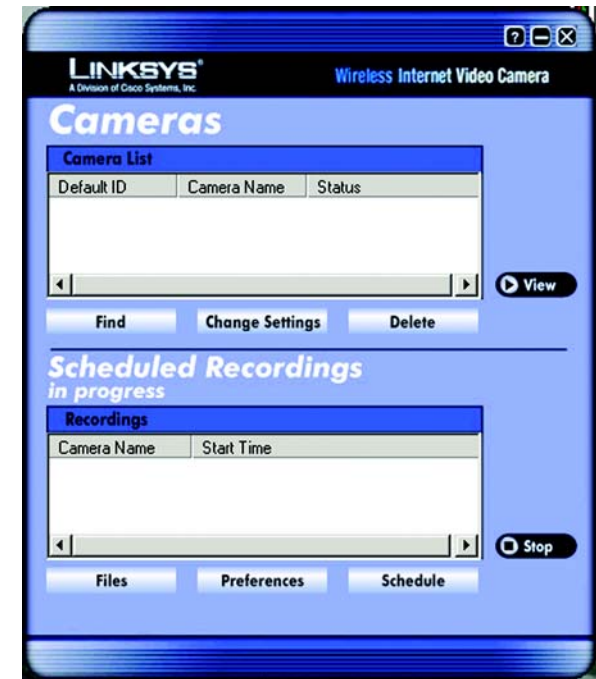 ?
LINKSYS®
A Division of Cisco Systems, Inc.
Wireless Internet Video Camera
Cameras
Camera List
Default ID Camera Name Status
View
Find Change Settings Delete
Scheduled Recordings
in progress
Recordings
Camera Name Start Time
Stop
Files Preferences Schedule